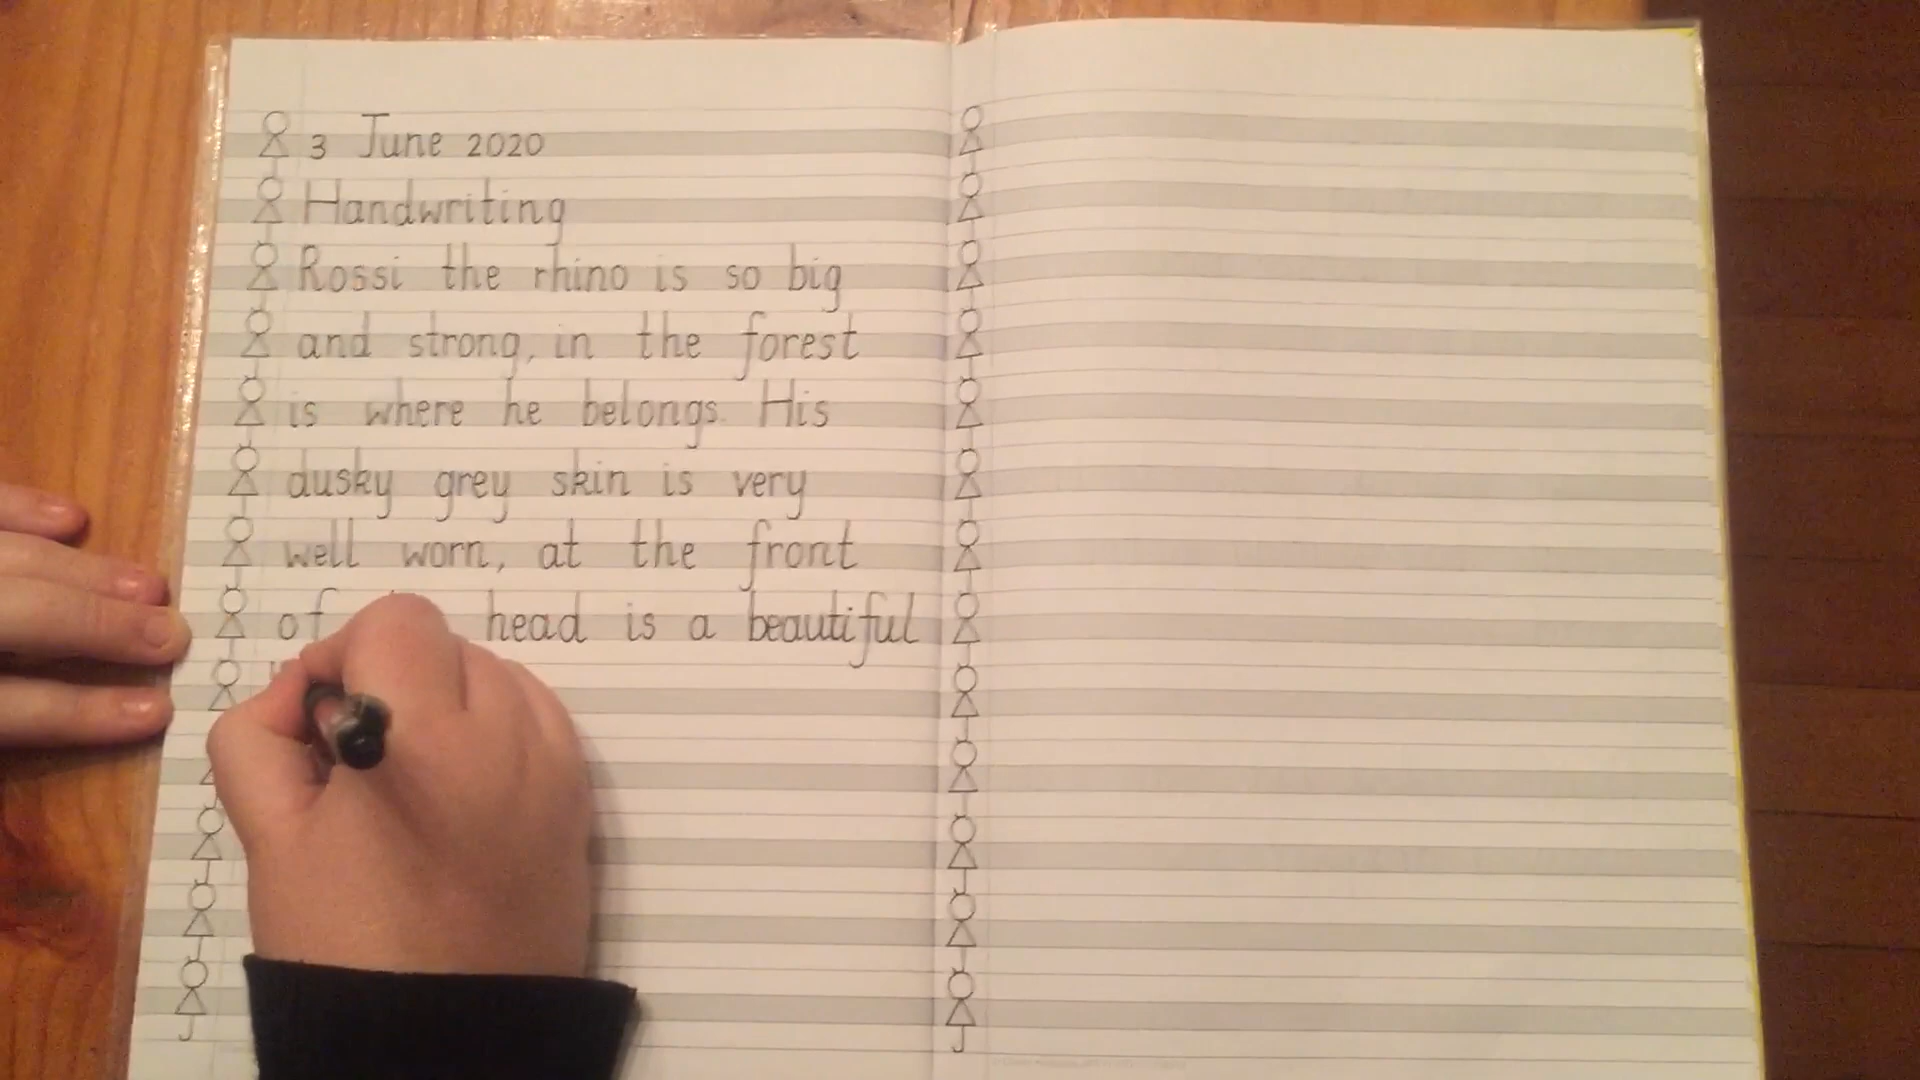 3 June 2020
Handwriting
Rossi the rhino is so big
and strong, in the forest
is where he belongs. His
dusky grey skin is very
well worn, at the front
of head is a beautiful